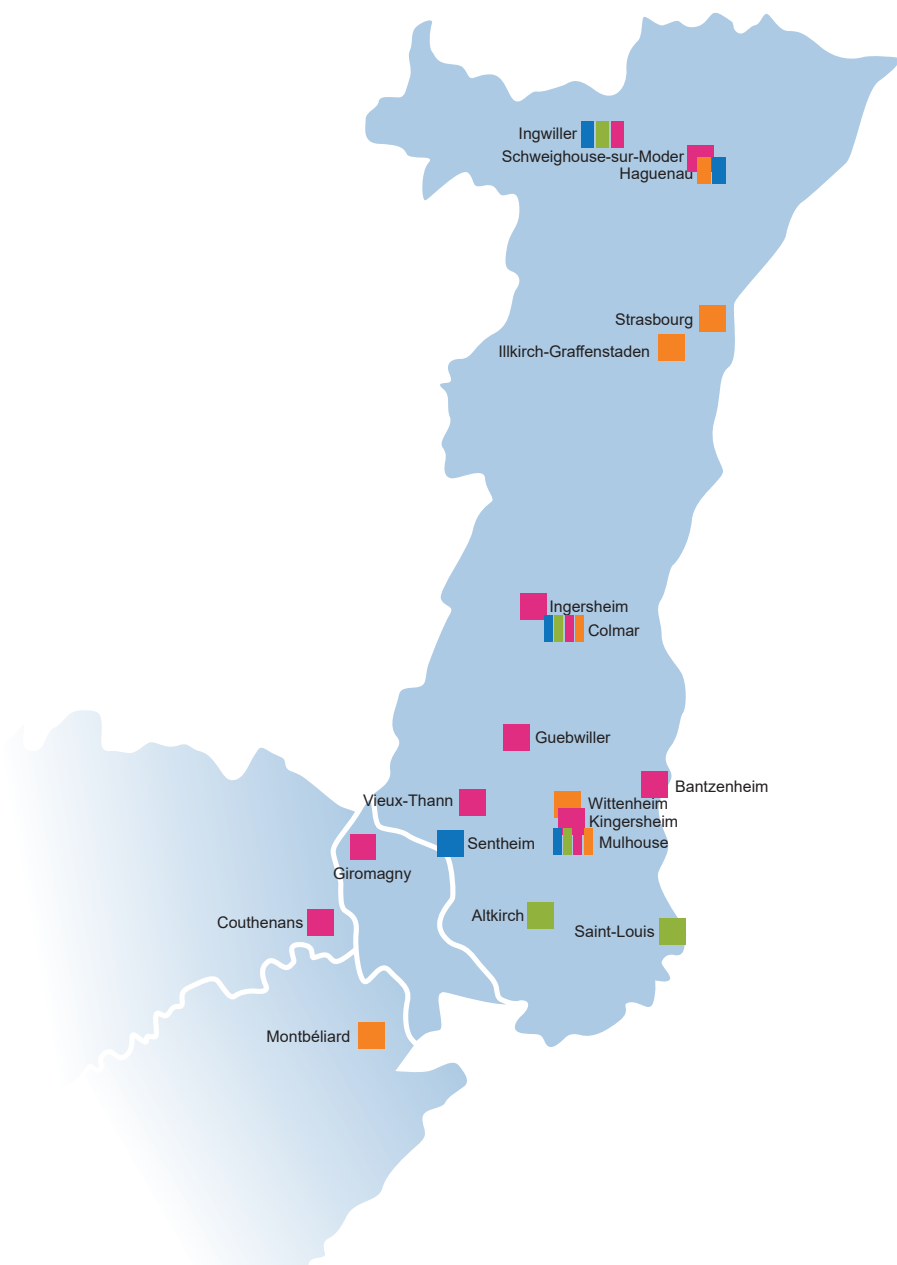 Ingwiller
Schweighouse-sur-Moder
Haguenau
Strasbourg
Illkirch-Graffenstaden
Ingersheim
Colmar
Guebwiller
Bantzenheim
Vieux-Thann
Wittenheim
Kingersheim
Mulhouse
Sentheim
Giromagny
Altkirch
Couthenans
Saint-Louis
Montbéliard